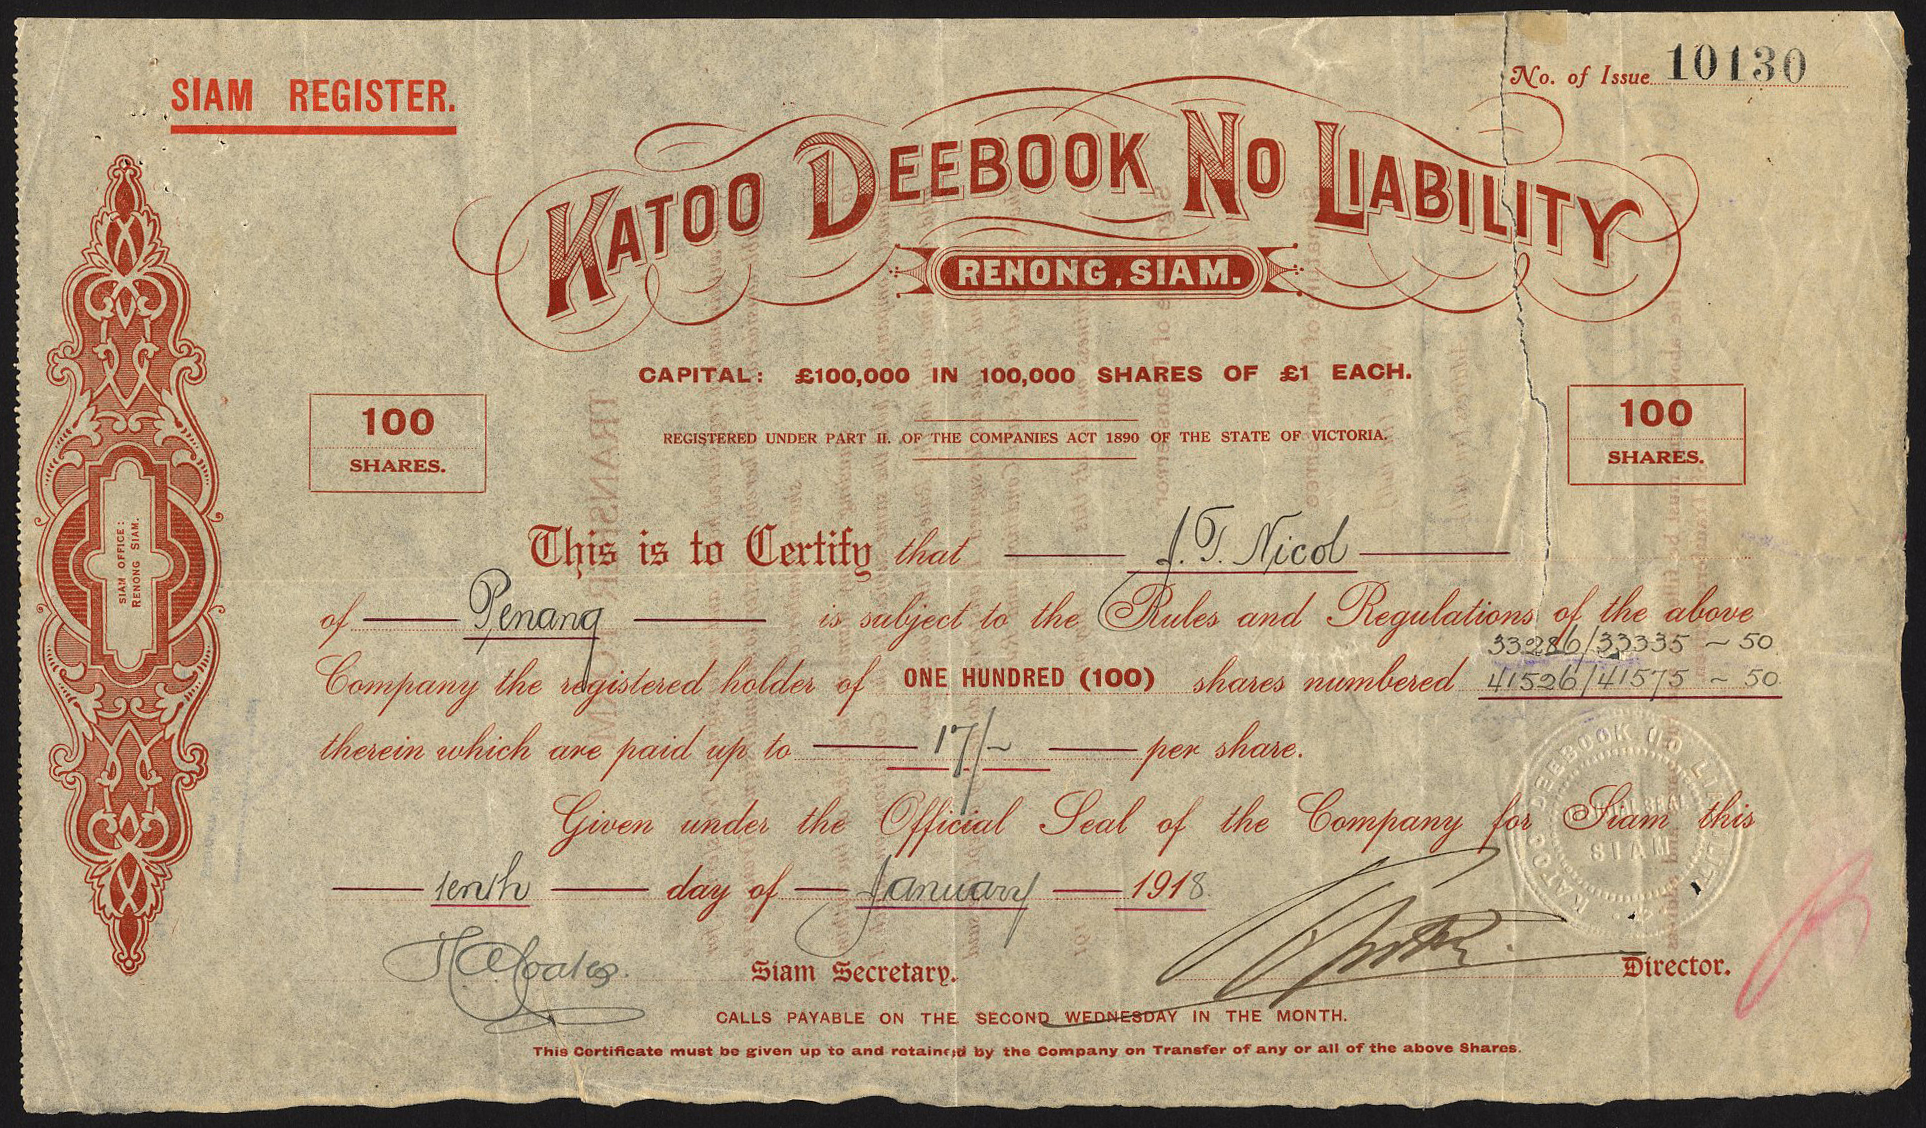 SIAM REGISTER.
No. of Issue 10130
KATOO DEEBOOK NO LIABILITY
RENONG, SIAM.
CAPITAL: £100,000 IN 100,000 SHARES OF £1 EACH.
100 SHARES.
100 SHARES.
REGISTERED UNDER PART II. OF THE COMPANIES ACT 1890 OF THE STATE OF VICTORIA.
SIAM OFFICE:
RENONG SIAM.
This is to Certify that J. T. Nicol
of Penang is subject to the Rules and Regulations of the above
33286/33335 ~ 50
Company the registered holder of ONE HUNDRED (100) shares numbered 41526/41575 ~ 50
therein which are paid up to 17/- per share.
Given under the Official Seal of the Company for Siam this
tenth day of January 1918
KATOO DEEBOOK NO LIABILITY
SEAL
SIAM
Siam Secretary.
Director.
CALLS PAYABLE ON THE SECOND WEDNESDAY IN THE MONTH.
This Certificate must be given up to and retained by the Company on Transfer of any or all of the above Shares.